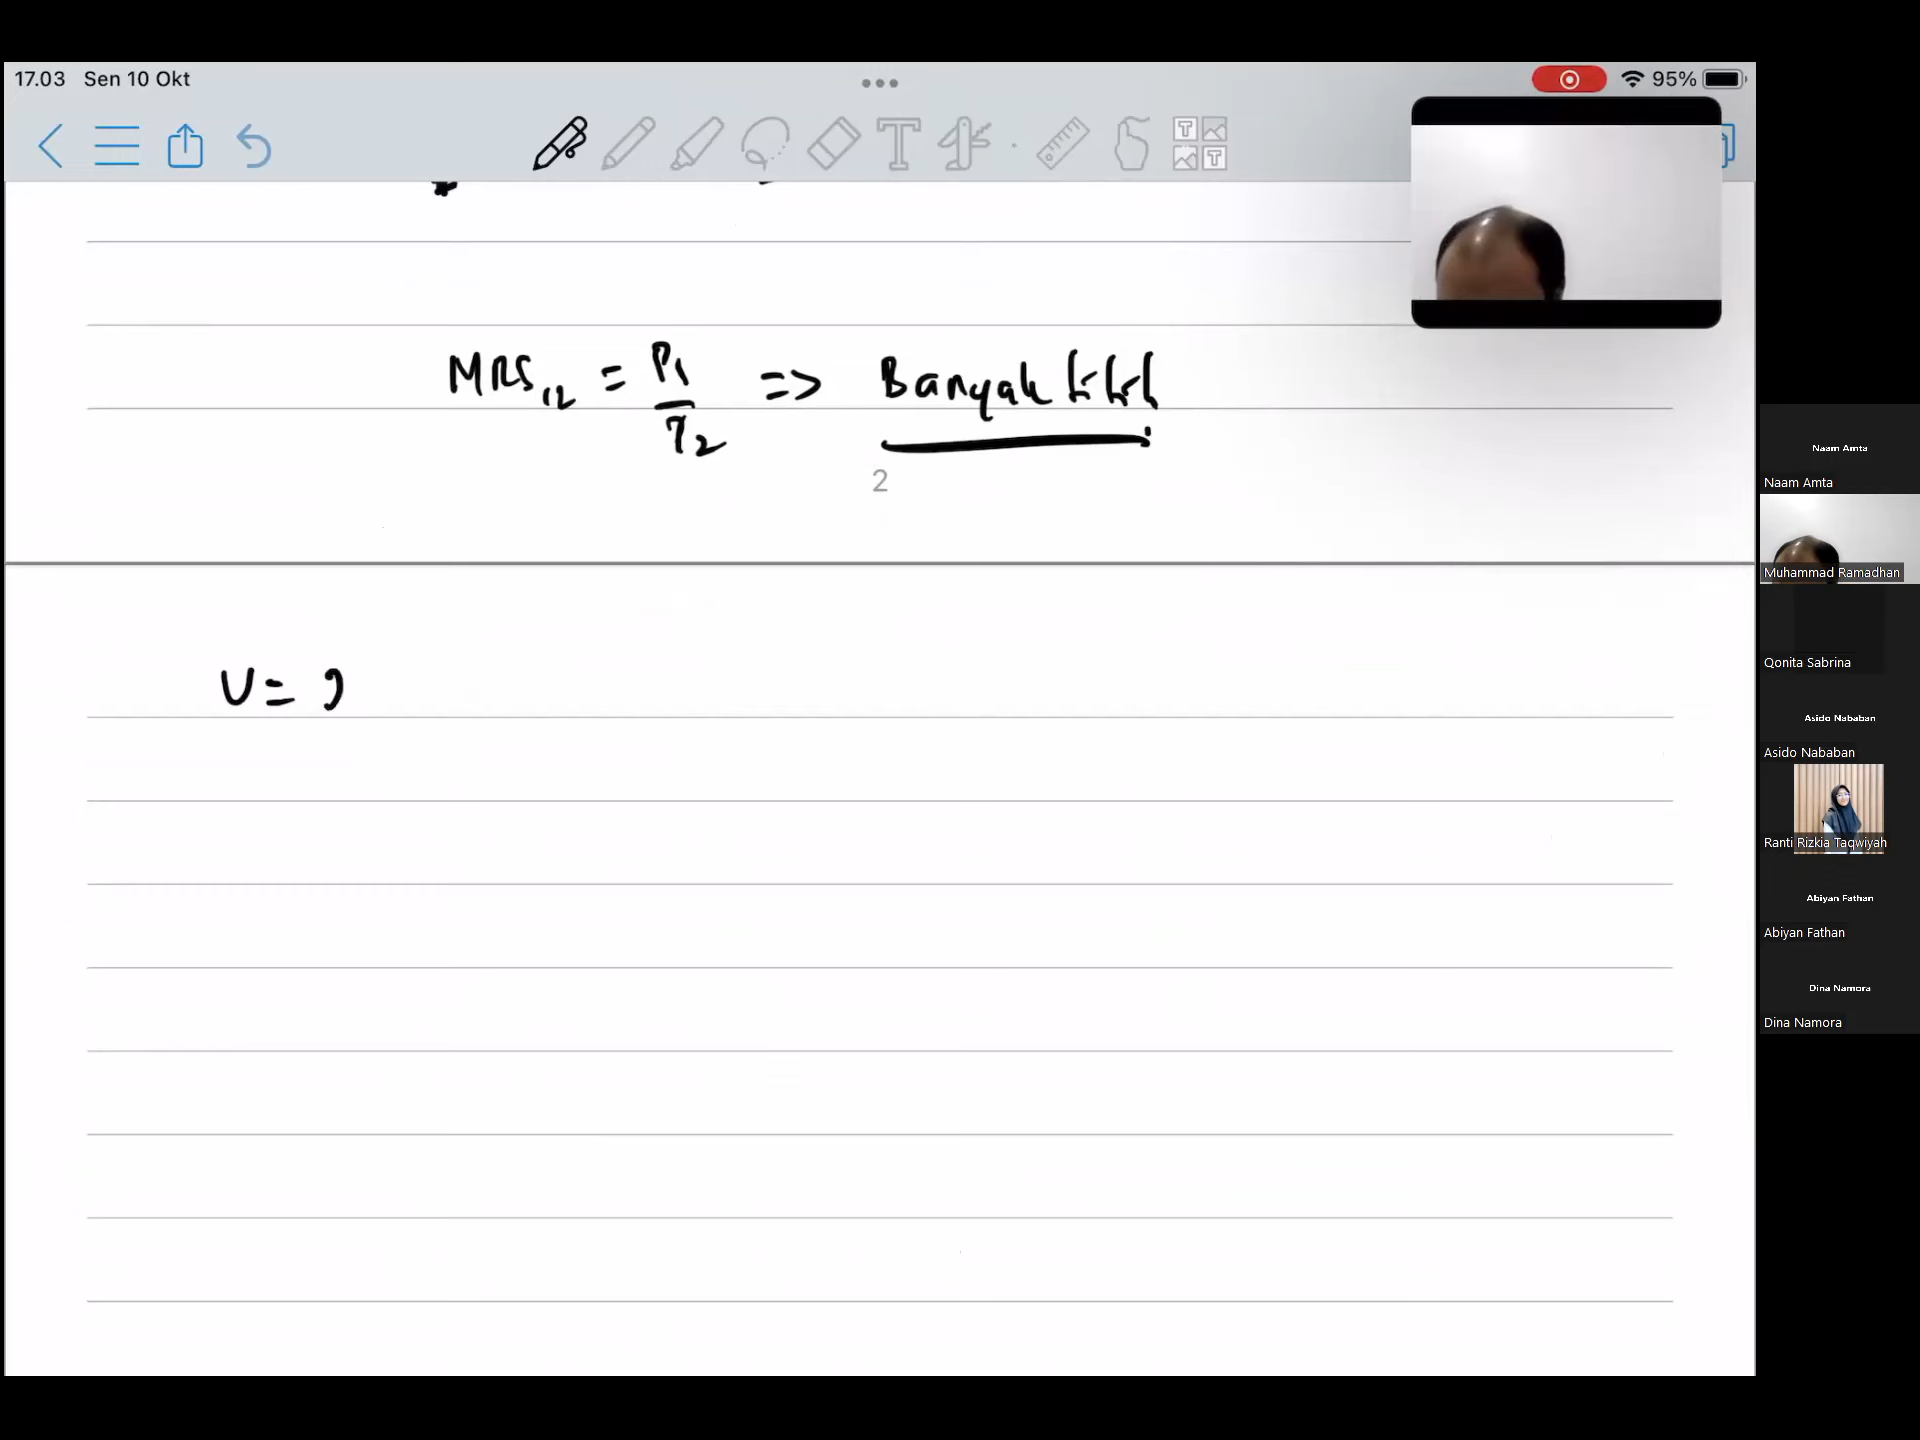 17.03 Sen 10 Okt
95%
MRS12 = P1/P2 => Banyak
2
U =
Naam Amta
Naam Amta
Muhammad Ramadhan
Qonita Sabrina
Asido Nababan
Asido Nababan
Ranti Rizkia Taqwiyah
Abiyan Fathan
Abiyan Fathan
Dina Namora
Dina Namora